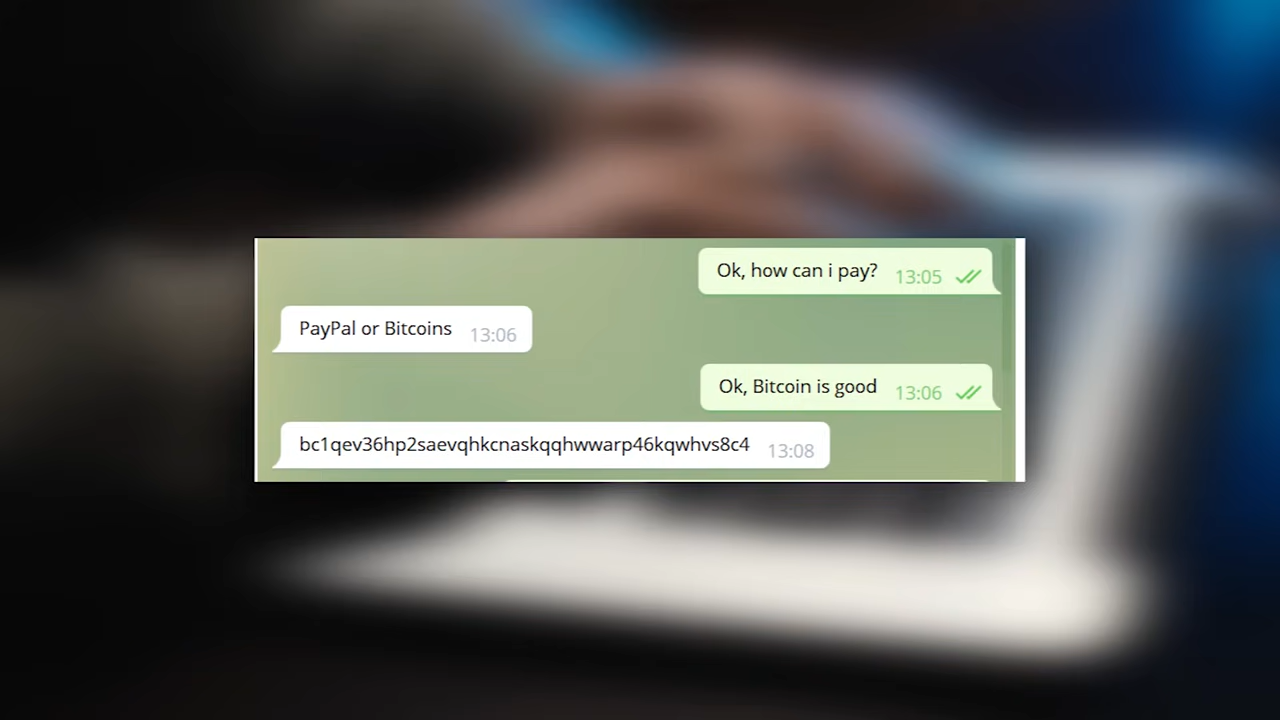 Ok, how can i pay? 13:05
PayPal or Bitcoins 13:06
Ok, Bitcoin is good 13:06
bc1qev36hp2saevqhkcnaskqqhwwarp46kqwhvs8c4 13:08